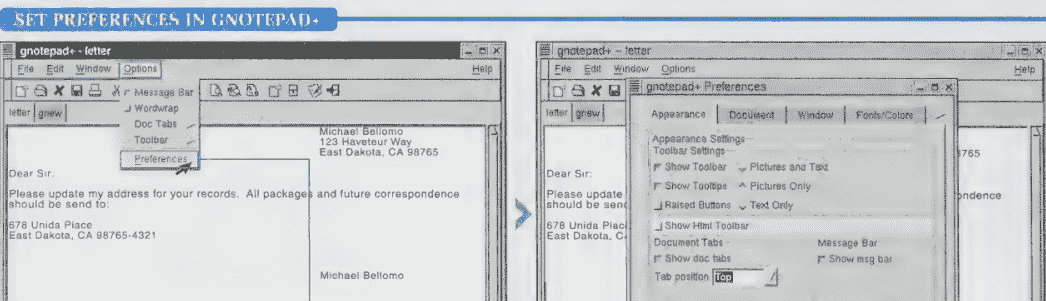 SET PREFERENCES IN GNOTEPAD+
gnotepad+ - letter
File Edit Window Options Help
Message Bar
Wordwrap
Doc Tabs
Toolbar
Preferences
letter gnew
Michael Bellomo
123 Haveteur Way
East Dakota, CA 98765
Dear Sir.
Please update my address for your records. All packages and future correspondence
should be send to:
678 Unida Place
East Dakota, CA 98765-4321
Michael Bellomo
gnotepad+ - letter
File Edit Window Options Help
letter gnew
3765
Dear Sir:
Please update
should be send
ondence
678 Unida Plac
East Dakota, C
gnotepad+ Preferences
Appearance Document Window Fonts/Colors
Appearance Settings
Toolbar Settings
Show Toolbar Pictures and Text
Show Tooltips Pictures Only
Raised Buttons Text Only
Show Html Toolbar
Document Tabs Message Bar
Show doc tabs Show msg bar
Tab position Top